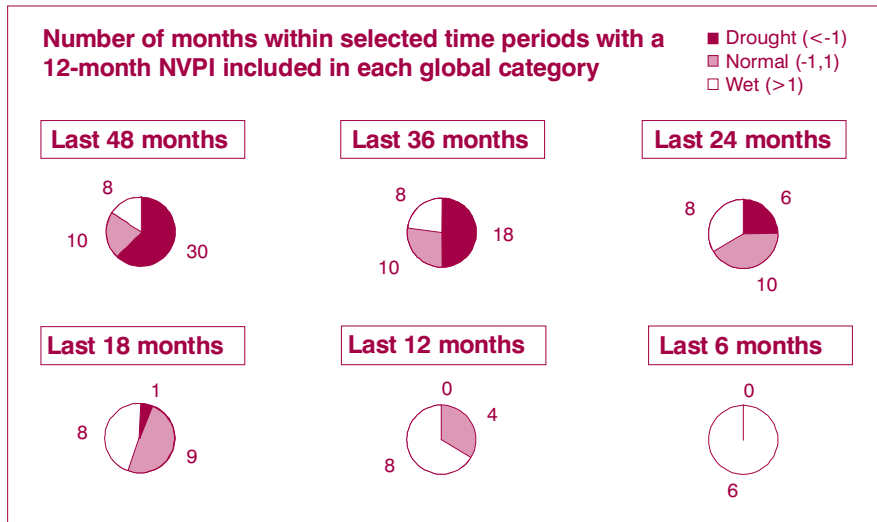 Number of months within selected time periods with a
12-month NVPI included in each global category
Drought (<-1)
Normal (-1,1)
Wet (>1)
Last 48 months
8
10
30
Last 36 months
8
18
10
Last 24 months
6
8
10
Last 18 months
1
8
9
Last 12 months
0
4
8
Last 6 months
0
6